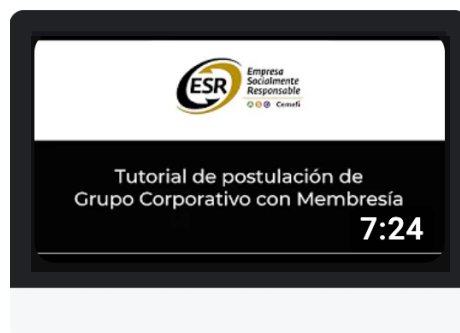 ESR
Empresa
Socialmente
Responsable
Cemefi
Tutorial de postulación de
Grupo Corporativo con Membresía
7:24